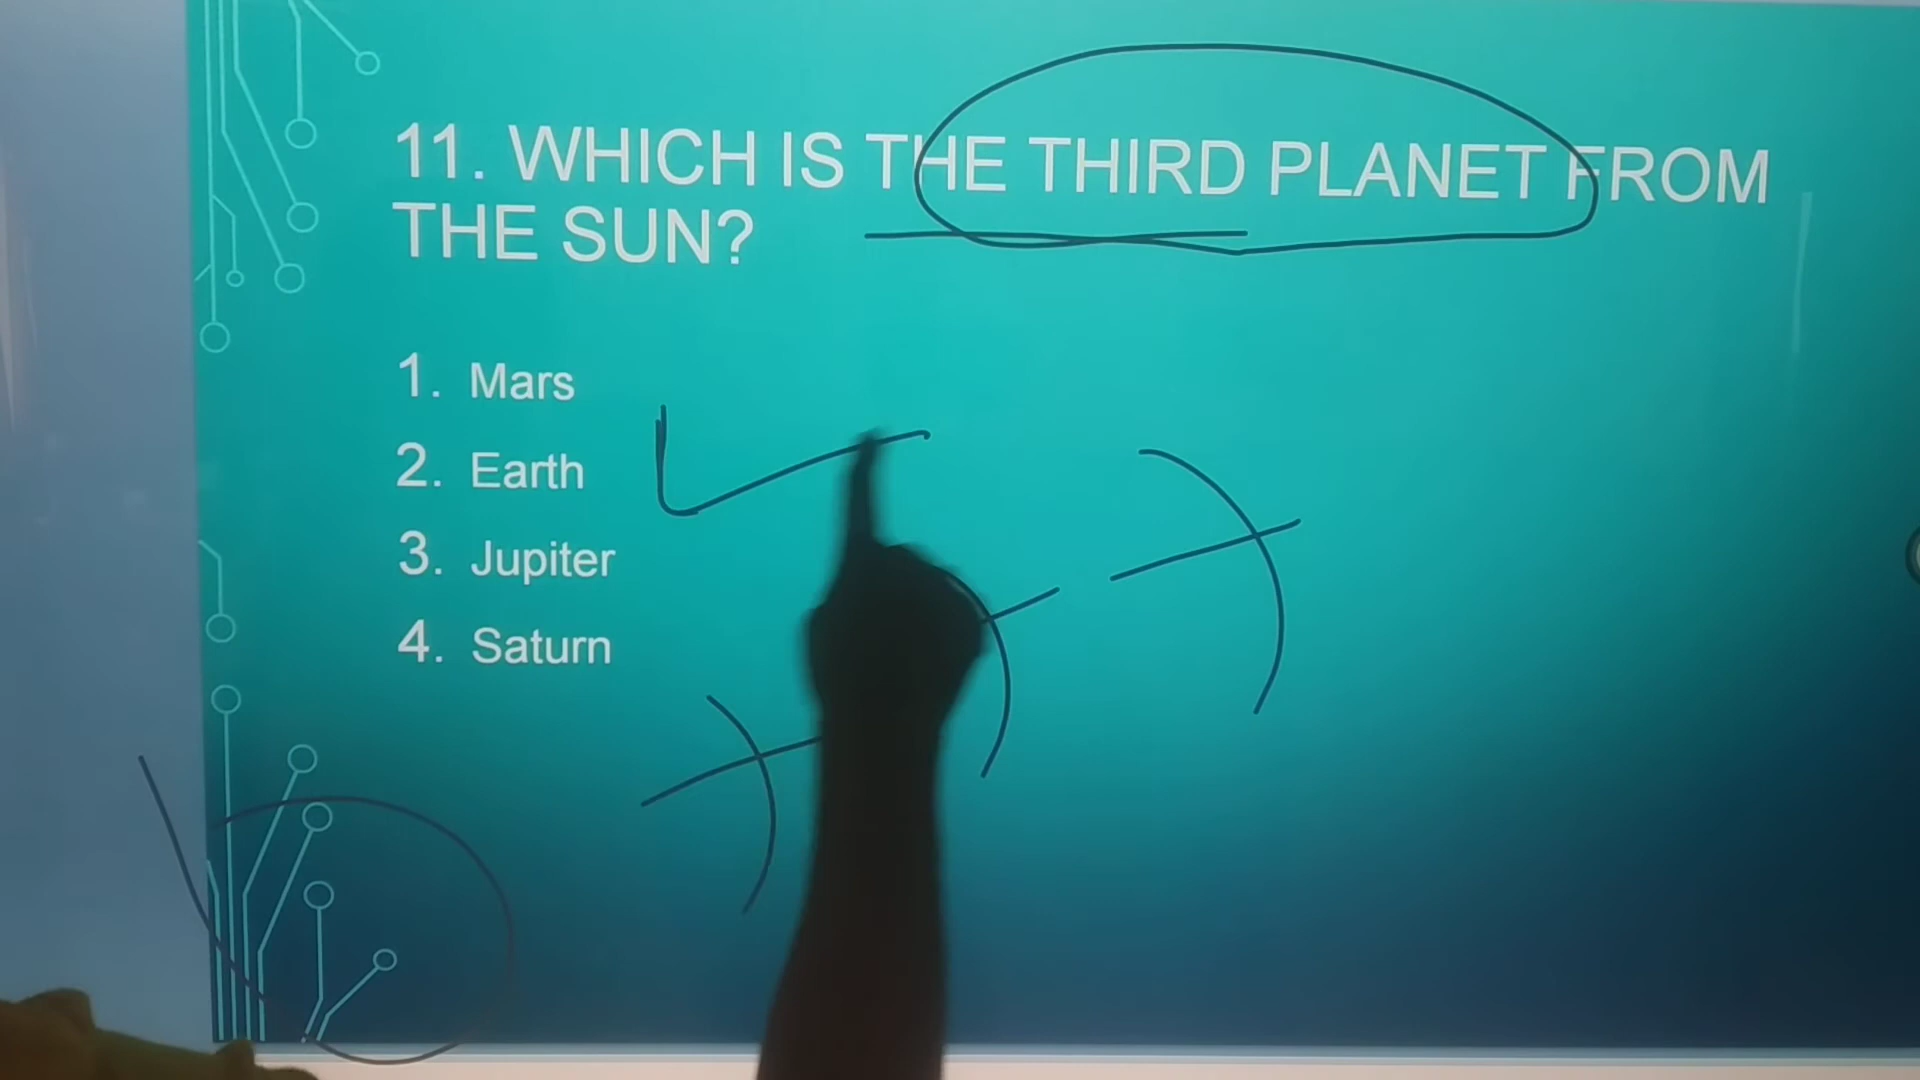 11. WHICH IS THE THIRD PLANET FROM
THE SUN?
1. Mars
2. Earth
3. Jupiter
4. Saturn